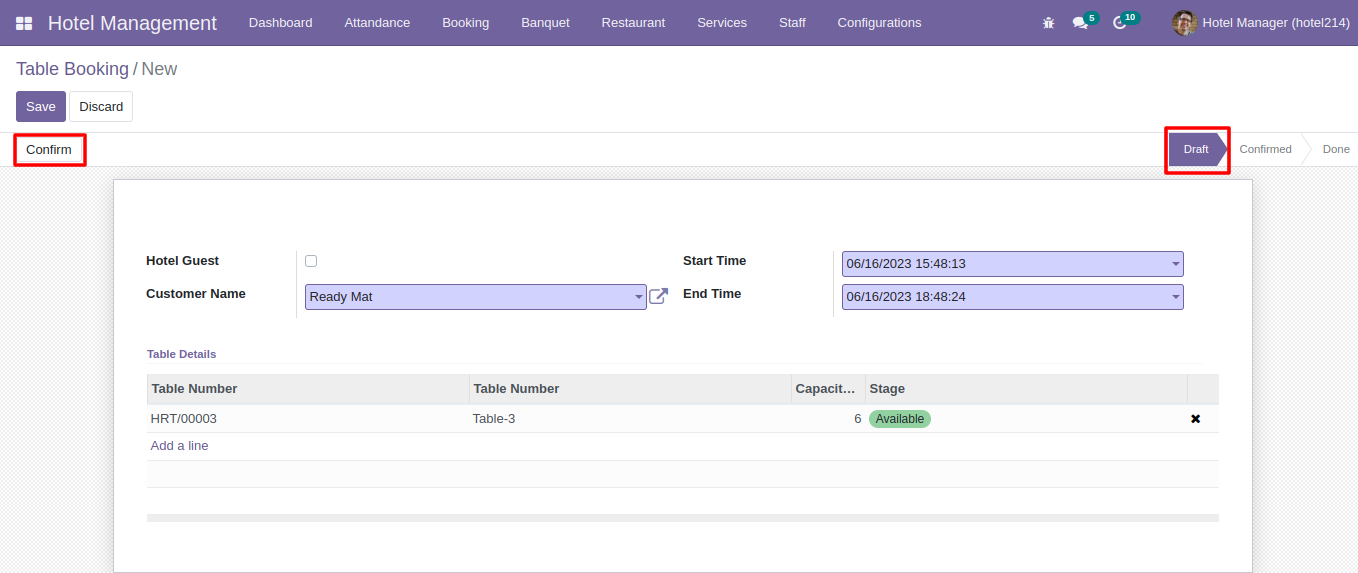 Hotel Management Dashboard Attandance Booking Banquet Restaurant Services Staff Configurations 5 10 Hotel Manager (hotel214)
Table Booking / New
Save Discard
Confirm Draft Confirmed Done
Hotel Guest Start Time 06/16/2023 15:48:13
Customer Name Ready Mat End Time 06/16/2023 18:48:24
Table Details
Table Number Table Number Capacit... Stage
HRT/00003 Table-3 6 Available
Add a line